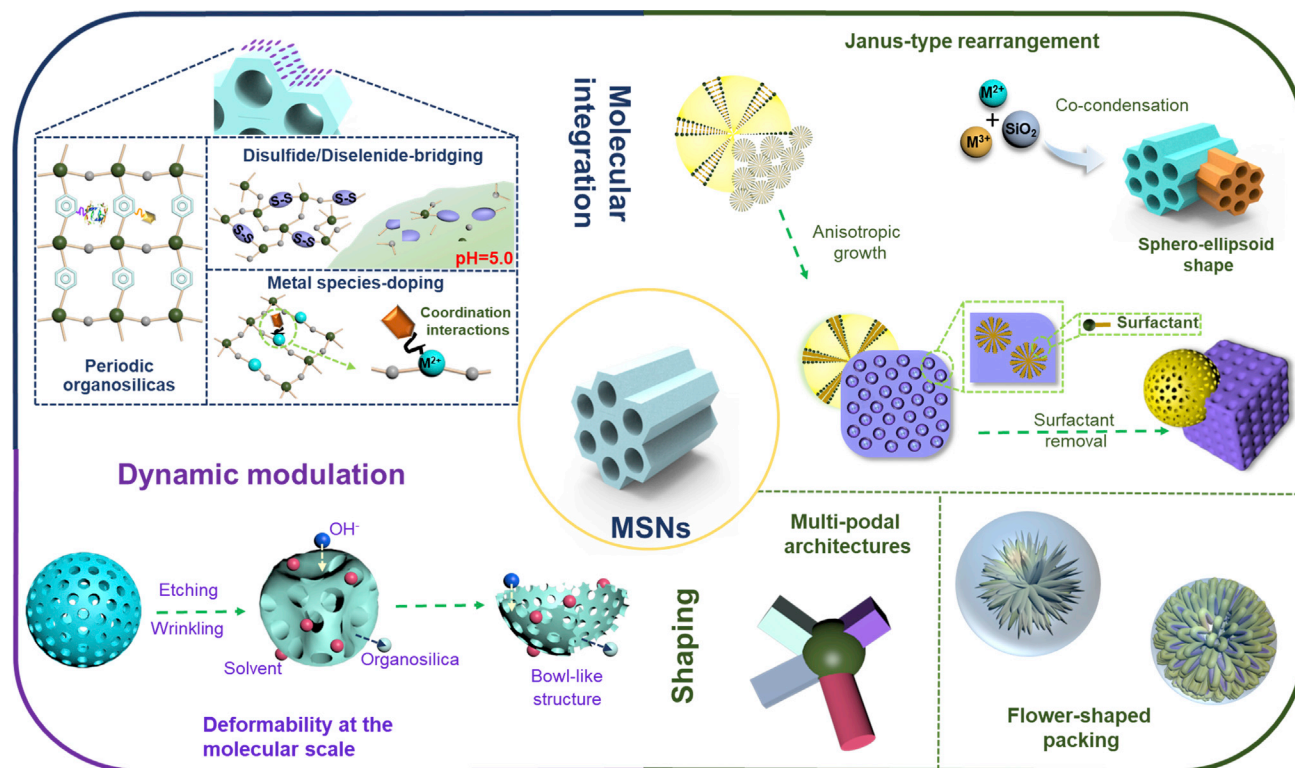 Molecular
integration
Disulfide/Diselenide-bridging
S-S
S-S
S-S
S-S
pH=5.0
Metal species-doping
Coordination
interactions
M²⁺
Periodic
organosilicas
Janus-type rearrangement
M²⁺
+
M³⁺
SiO₂
Co-condensation
Sphero-ellipsoid
shape
Anisotropic
growth
Surfactant
Surfactant
removal
MSNs
Dynamic modulation
OH⁻
Etching
Wrinkling
Solvent
Organosilica
Bowl-like
structure
Deformability at the
molecular scale
Shaping
Multi-podal
architectures
Flower-shaped
packing